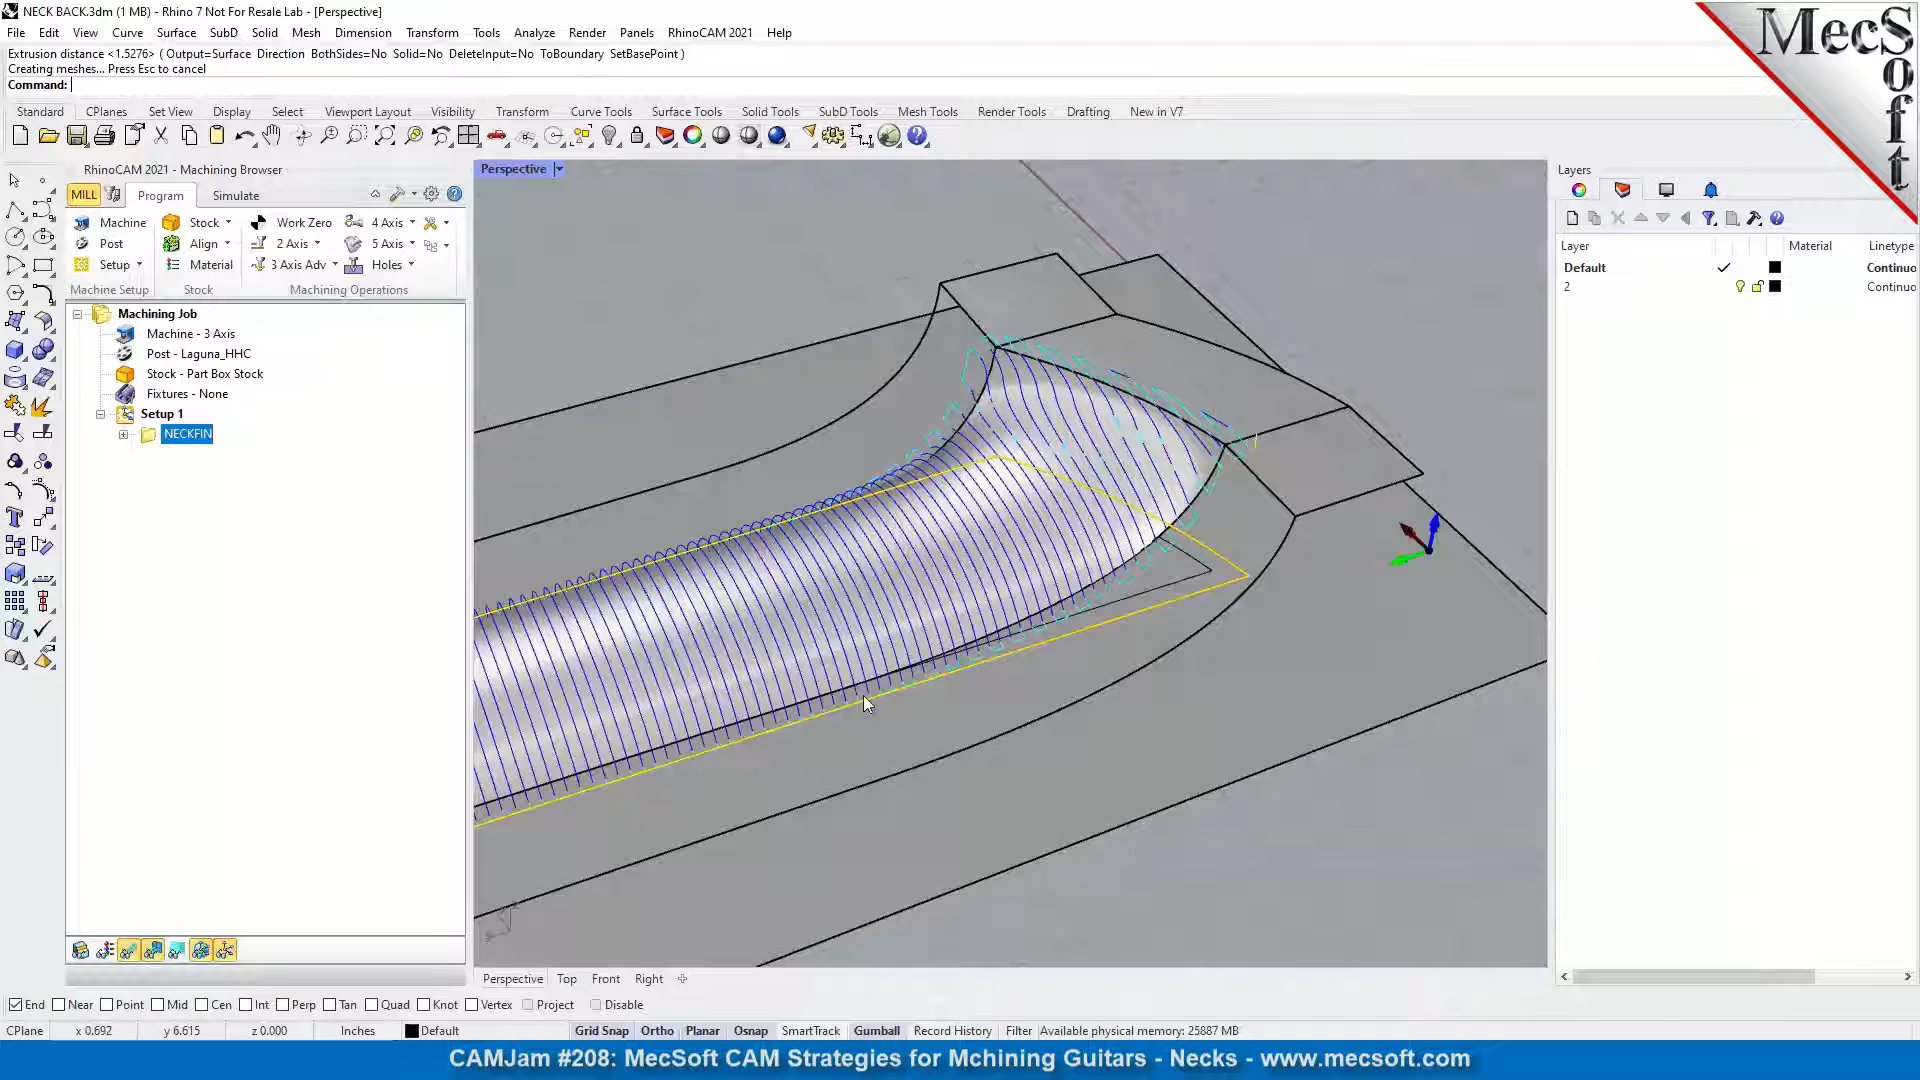 NECK BACK.3dm (1 MB) - Rhino 7 Not For Resale Lab - [Perspective]
File Edit View Curve Surface SubD Solid Mesh Dimension Transform Tools Analyze Render Panels RhinoCAM 2021 Help
Extrusion distance <1.5276> ( Output=Surface Direction BothSides=No Solid=No DeleteInput=No ToBoundary SetBasePoint )
Creating meshes... Press Esc to cancel
Command:
Standard CPlanes Set View Display Select Viewport Layout Visibility Transform Curve Tools Surface Tools Solid Tools SubD Tools Mesh Tools Render Tools Drafting New in V7
MecSoft
RhinoCAM 2021 - Machining Browser
MILL Program Simulate
Machine Stock Work Zero 4 Axis
Post Align 2 Axis 5 Axis
Setup Material 3 Axis Adv Holes
Machine Setup Stock Machining Operations
Machining Job
Machine - 3 Axis
Post - Laguna_HHC
Stock - Part Box Stock
Fixtures - None
Setup 1
NECKFIN
Perspective
Layers
Layer Material Linetype
Default Continuo
2 Continuo
Perspective Top Front Right
End Near Point Mid Cen Int Perp Tan Quad Knot Vertex Project Disable
CPlane x 0.692 y 6.615 z 0.000 Inches Default Grid Snap Ortho Planar Osnap SmartTrack Gumball Record History Filter Available physical memory: 25887 MB
CAMJam #208: MecSoft CAM Strategies for Mchining Guitars - Necks - www.mecsoft.com